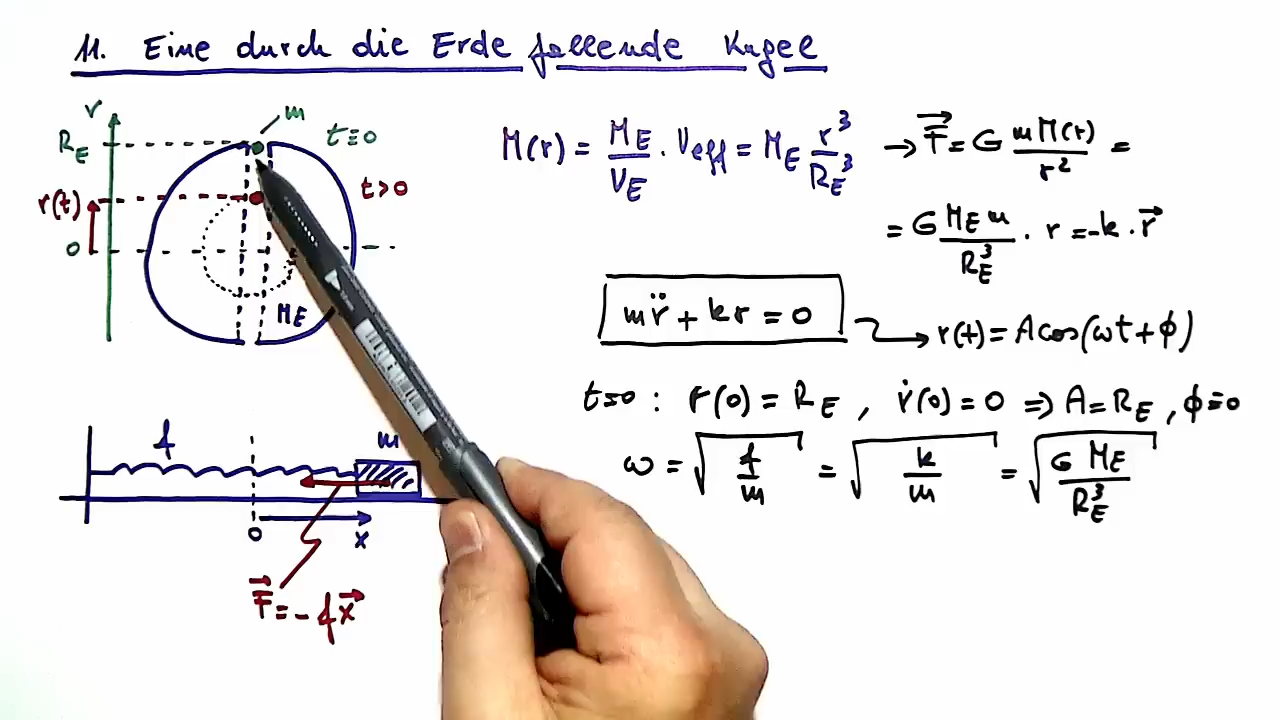 11. Eine durch die Erde fallende Kugel
r
m
R_E
t=0
r(t)
t>0
0
M_E
M(r) = M_E/V_E · V_eff = M_E r³/R_E³ → F⃗ = G mM(r)/r² =
= G M_E m/R_E³ · r = -k · r⃗
mr̈ + kr = 0 → r(t) = A cos(ωt + ϕ)
t=0 : r(0) = R_E , ṙ(0) = 0 ⇒ A = R_E , ϕ = 0
ω = √(f/m) = √(k/m) = √(G M_E/R_E³)
f
m
0
x
F⃗ = -fx⃗